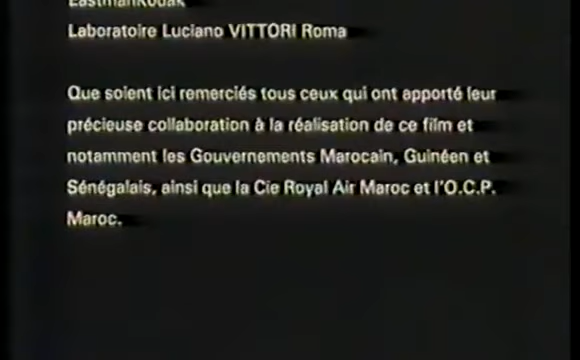 EastmanKodak
Laboratoire Luciano VITTORI Roma
Que soient ici remerciés tous ceux qui ont apporté leur
précieuse collaboration à la réalisation de ce film et
notamment les Gouvernements Marocain, Guinéen et
Sénégalais, ainsi que la Cie Royal Air Maroc et l'O.C.P.
Maroc.